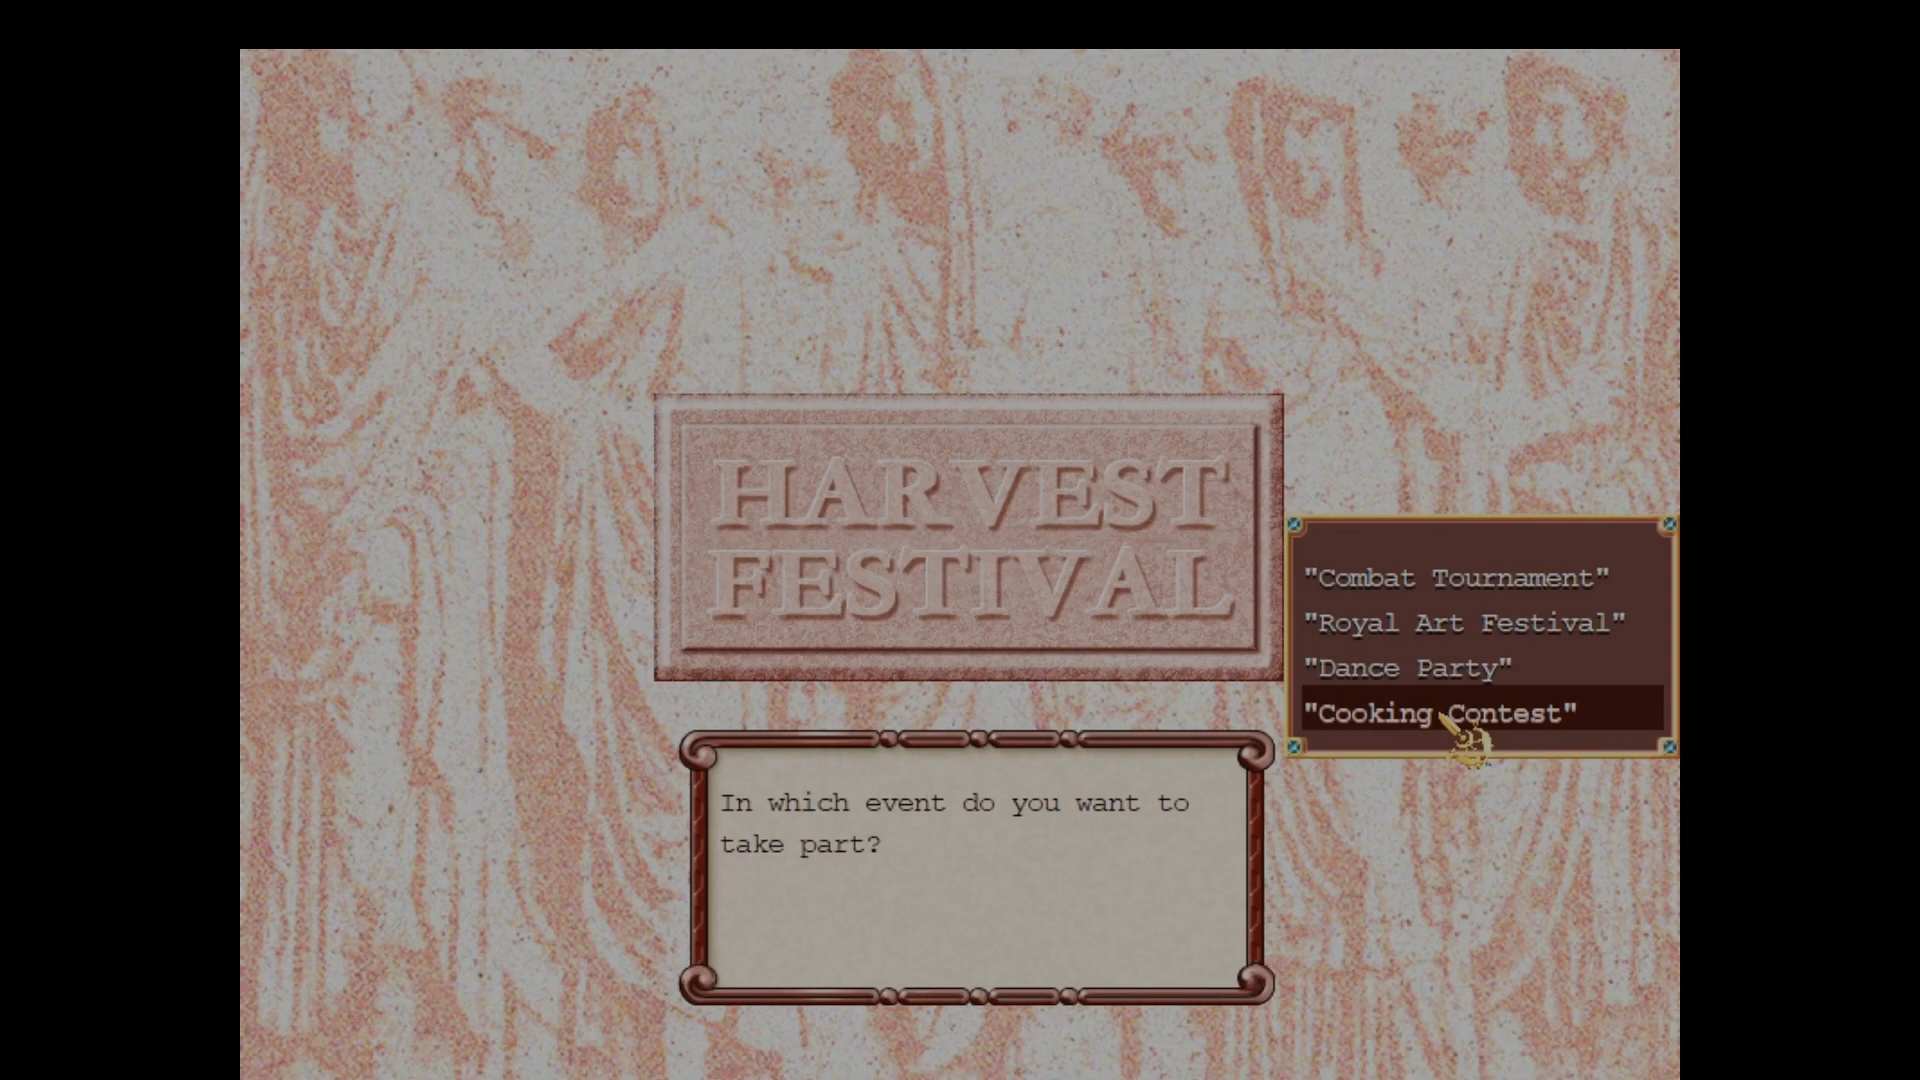 HARVEST
FESTIVAL
"Combat Tournament"
"Royal Art Festival"
"Dance Party"
"Cooking Contest"
In which event do you want to
take part?